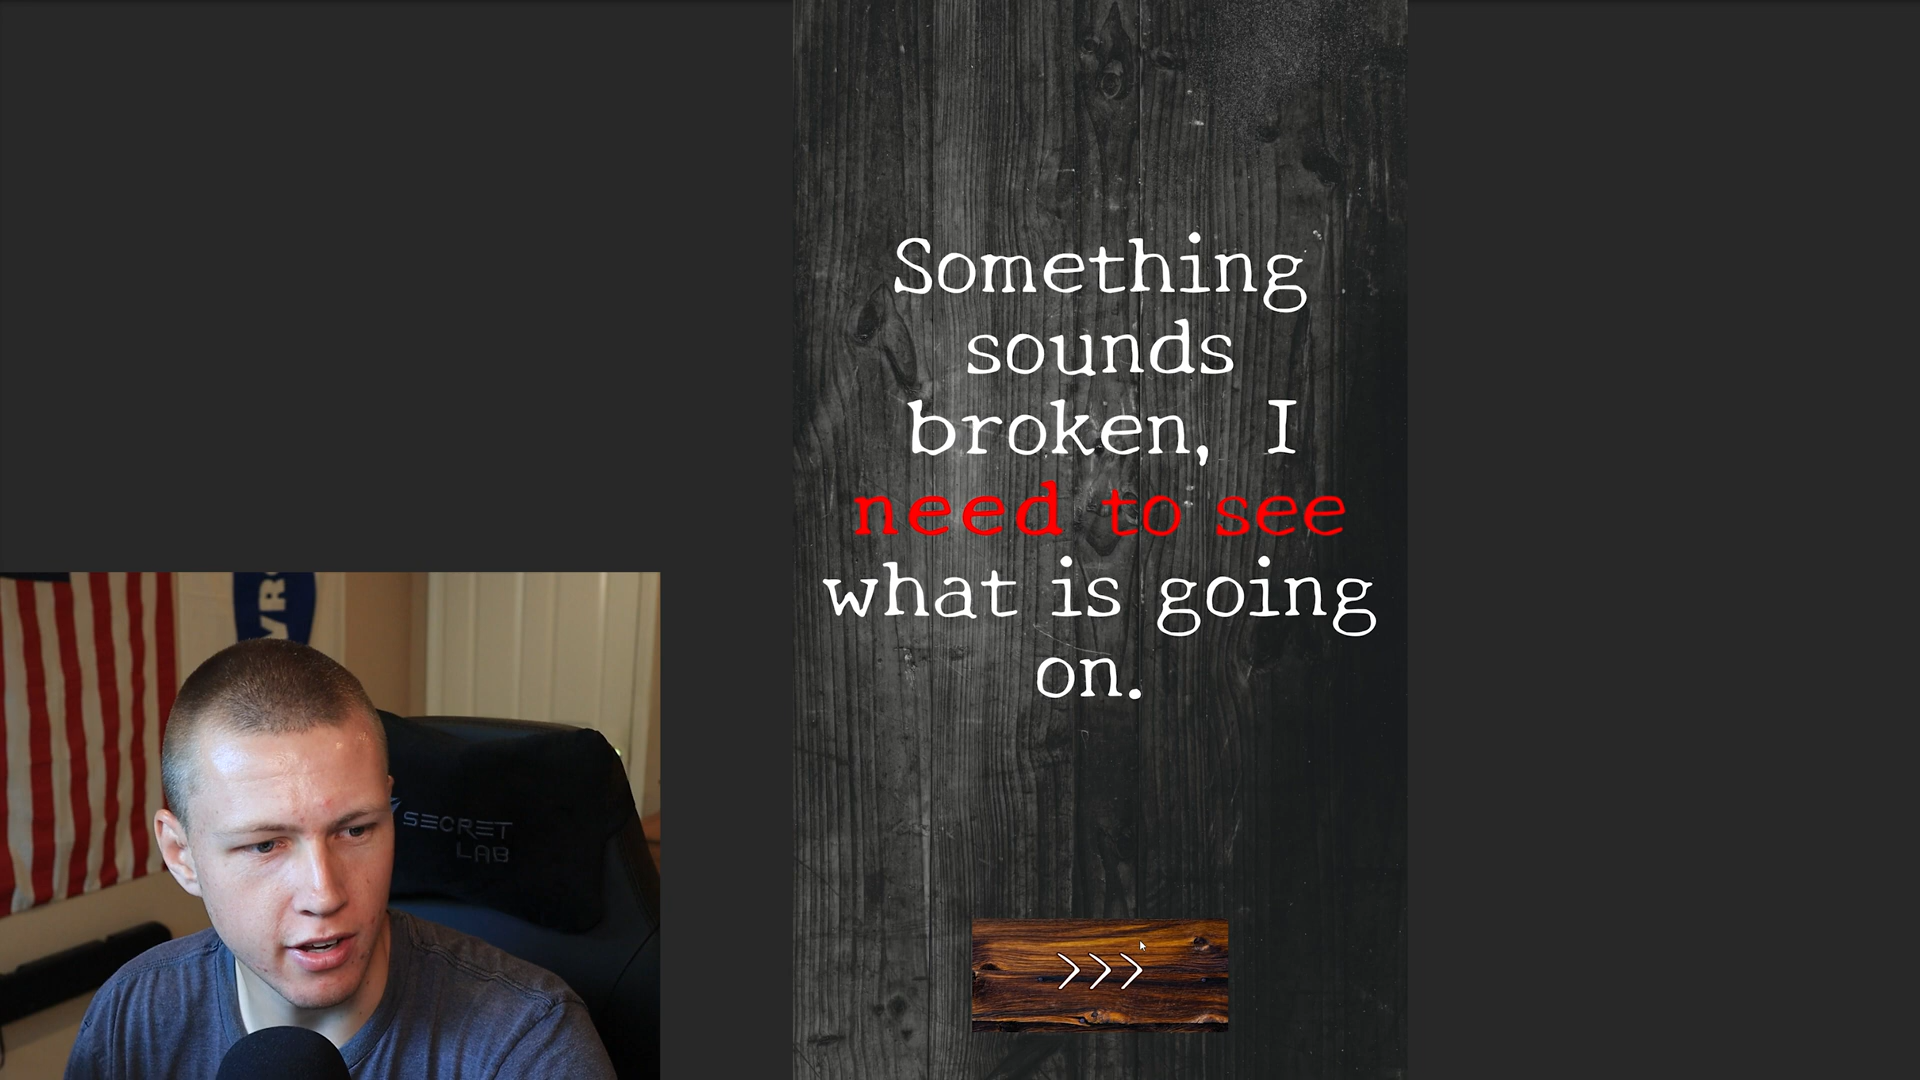 Something
sounds
broken, I
need to see
what is going
on.
>>>
SECRET
LAB